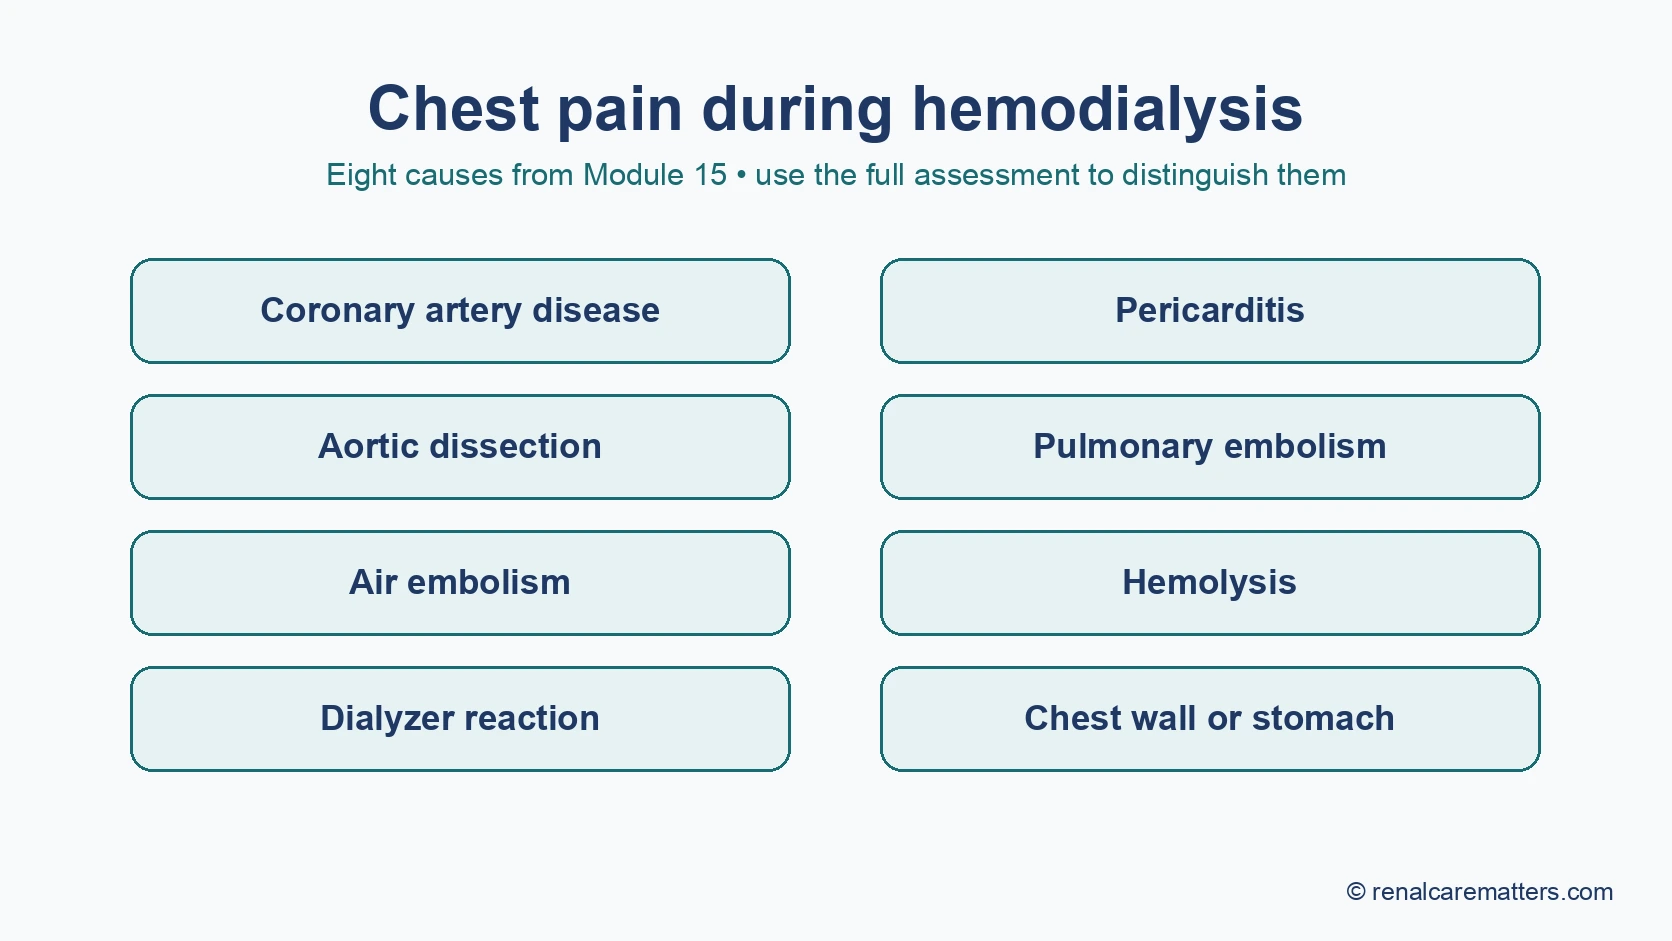 Chest pain during hemodialysis
Eight causes from Module 15 • use the full assessment to distinguish them
Coronary artery disease
Pericarditis
Aortic dissection
Pulmonary embolism
Air embolism
Hemolysis
Dialyzer reaction
Chest wall or stomach
© renalcarematters.com